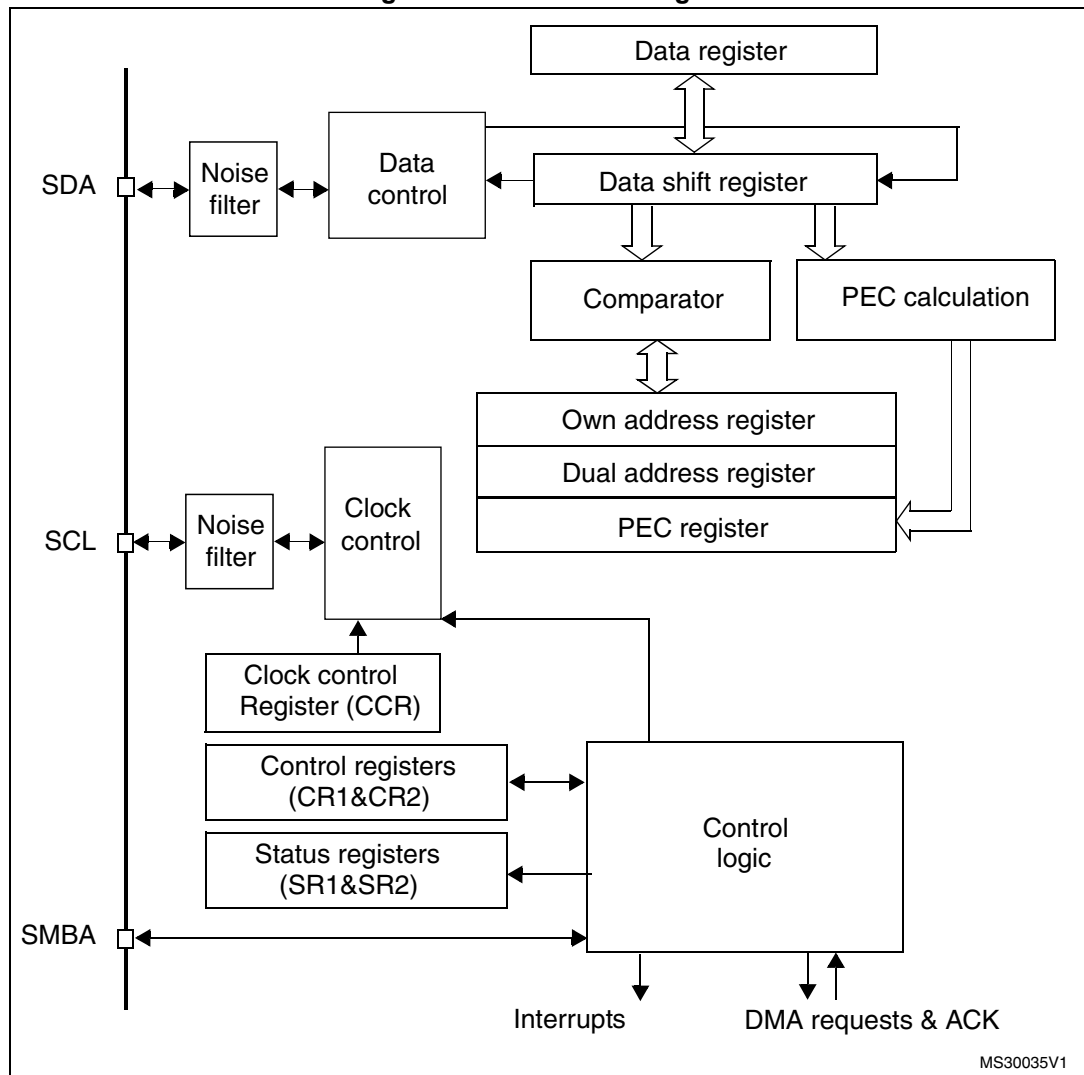 Data register
SDA
Noise
filter
Data
control
Data shift register
Comparator
PEC calculation
Own address register
Dual address register
PEC register
SCL
Noise
filter
Clock
control
Clock control
Register (CCR)
Control registers
(CR1&CR2)
Status registers
(SR1&SR2)
Control
logic
SMBA
Interrupts
DMA requests & ACK
MS30035V1